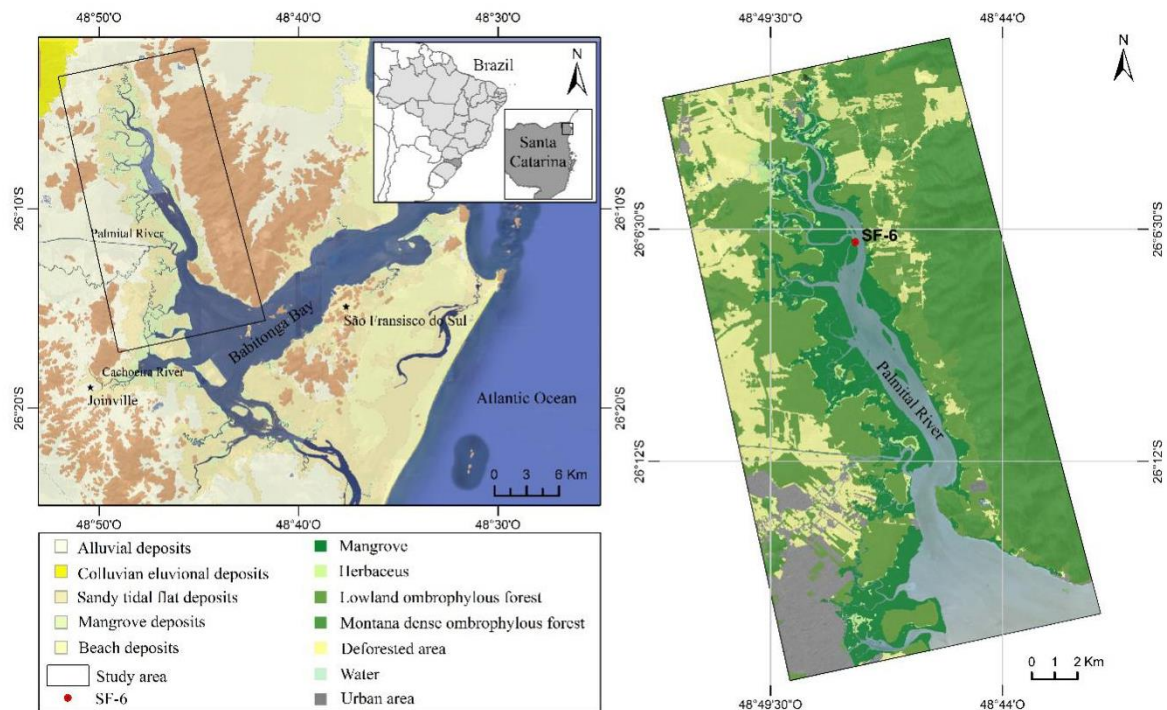 48°50'O
48°40'O
48°30'O
N
Brazil
Santa
Catarina
26°10'S
Palmital River
Babitonga Bay
São Fransisco do Sul
Cachoeira River
Joinville
Atlantic Ocean
26°20'S
0 3 6 Km
48°50'O
48°40'O
48°30'O
Alluvial deposits
Colluvian eluvional deposits
Sandy tidal flat deposits
Mangrove deposits
Beach deposits
Study area
SF-6
Mangrove
Herbaceus
Lowland ombrophylous forest
Montana dense ombrophylous forest
Deforested area
Water
Urban area
48°49'30
48°44'O
N
26°6'30"S
26°6'30"S
SF-6
Palmital River
26°12'S
26°12'S
0 1 2 Km
48°49'30
48°44'O